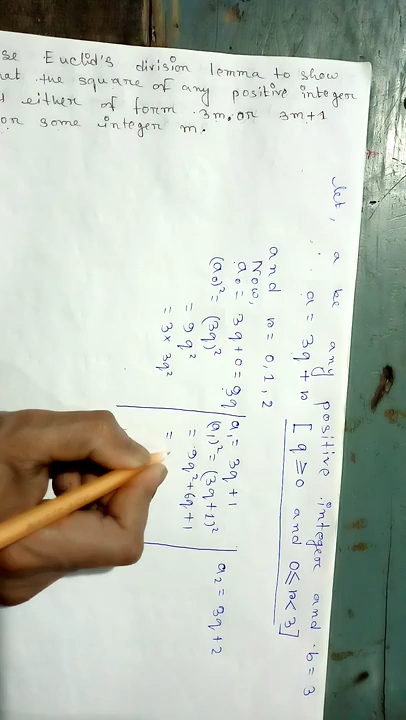 se Euclid's division lemma to show
at the square of any positive integer
either of form 3m, or 3m+1
or some integer m.
let, a be any positive integer and b = 3
∴ a = 3q + r [q ≥ 0 and 0 ≤ r < 3]
and r = 0, 1, 2
Now,
a₀ = 3q + 0 = 3q
(a₀)² = (3q)²
= 9q²
= 3 × 3q²
a₁ = 3q + 1
(a₁)² = (3q+1)²
= 9q² + 6q + 1
=
a₂ = 3q + 2